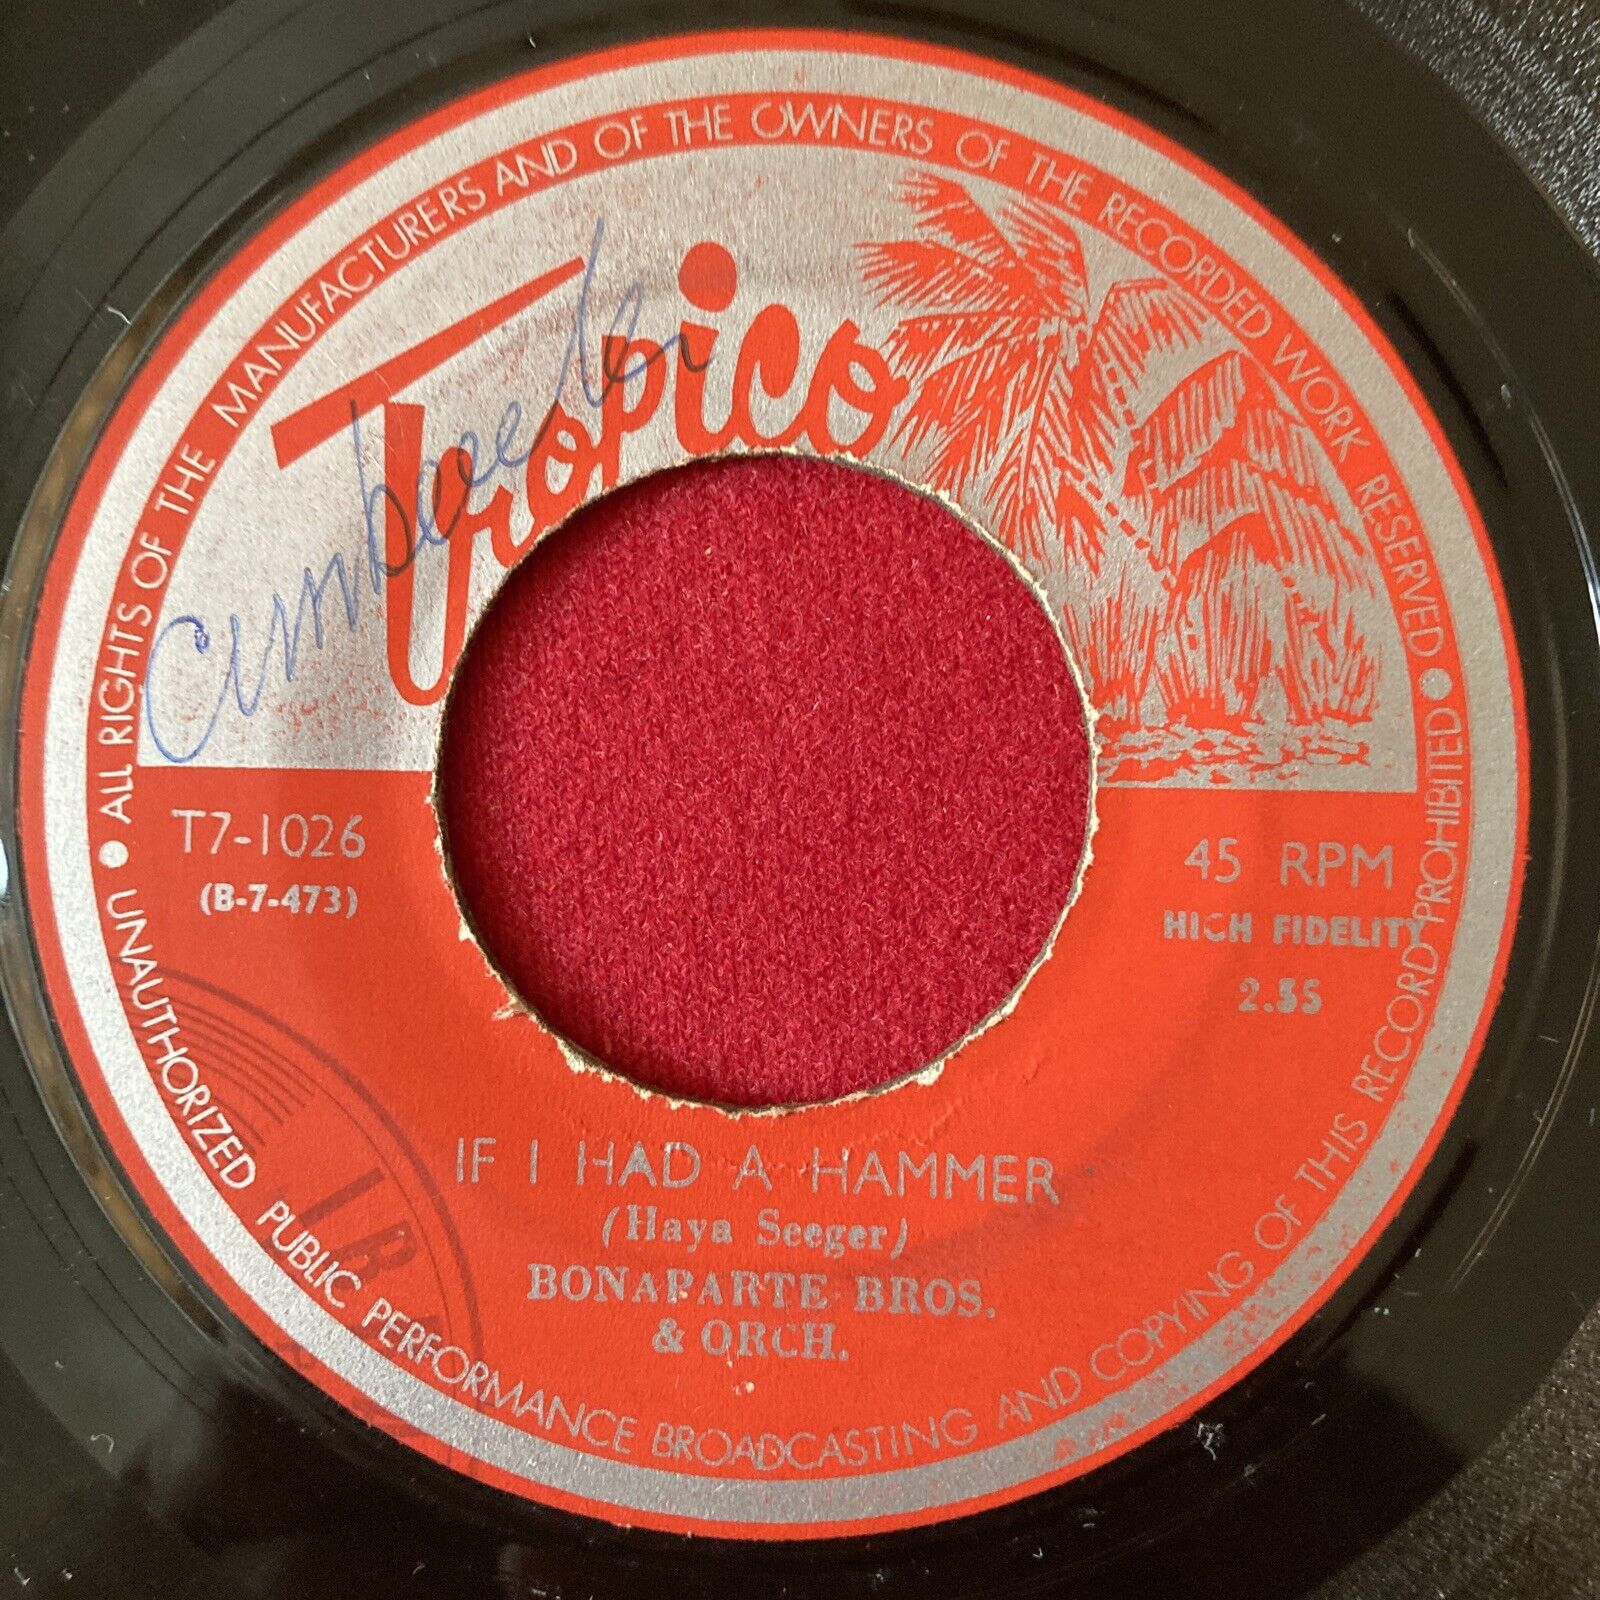 ALL RIGHTS OF THE MANUFACTURERS AND OF THE OWNERS OF THE RECORDED WORK RESERVED
Tropico
T7-1026
(B-7-473)
45 RPM
HIGH FIDELITY
2.55
IF I HAD A HAMMER
(Haya Seeger)
BONAPARTE BROS.
& ORCH.
UNAUTHORIZED PUBLIC PERFORMANCE BROADCASTING AND COPYING OF THIS RECORD PROHIBITED